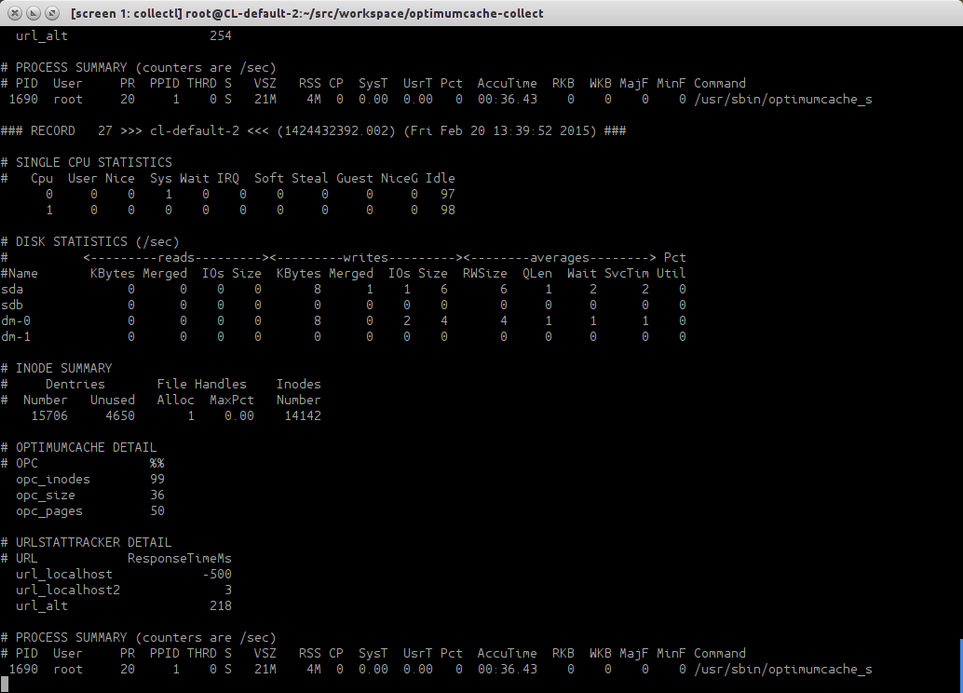 [screen 1: collectl] root@CL-default-2:~/src/workspace/optimumcache-collect
url_alt 254
# PROCESS SUMMARY (counters are /sec)
# PID User PR PPID THRD S VSZ RSS CP SysT UsrT Pct AccuTime RKB WKB MajF MinF Command
1690 root 20 1 0 S 21M 4M 0 0.00 0.00 0 00:36.43 0 0 0 0 /usr/sbin/optimumcache_s
### RECORD 27 >>> cl-default-2 <<< (1424432392.002) (Fri Feb 20 13:39:52 2015) ###
# SINGLE CPU STATISTICS
# Cpu User Nice Sys Wait IRQ Soft Steal Guest NiceG Idle
0 0 0 1 0 0 0 0 0 0 97
1 0 0 0 0 0 0 0 0 0 98
# DISK STATISTICS (/sec)
# <---------reads---------><---------writes---------><--------averages--------> Pct
#Name KBytes Merged IOs Size KBytes Merged IOs Size RWSize QLen Wait SvcTim Util
sda 0 0 0 0 8 1 1 6 6 1 2 2 0
sdb 0 0 0 0 0 0 0 0 0 0 0 0 0
dm-0 0 0 0 0 8 0 2 4 4 1 1 1 0
dm-1 0 0 0 0 0 0 0 0 0 0 0 0 0
# INODE SUMMARY
# Dentries File Handles Inodes
# Number Unused Alloc MaxPct Number
15706 4650 1 0.00 14142
# OPTIMUMCACHE DETAIL
# OPC %%
opc_inodes 99
opc_size 36
opc_pages 50
# URLSTATTRACKER DETAIL
# URL ResponseTimeMs
url_localhost -500
url_localhost2 3
url_alt 218
# PROCESS SUMMARY (counters are /sec)
# PID User PR PPID THRD S VSZ RSS CP SysT UsrT Pct AccuTime RKB WKB MajF MinF Command
1690 root 20 1 0 S 21M 4M 0 0.00 0.00 0 00:36.43 0 0 0 0 /usr/sbin/optimumcache_s